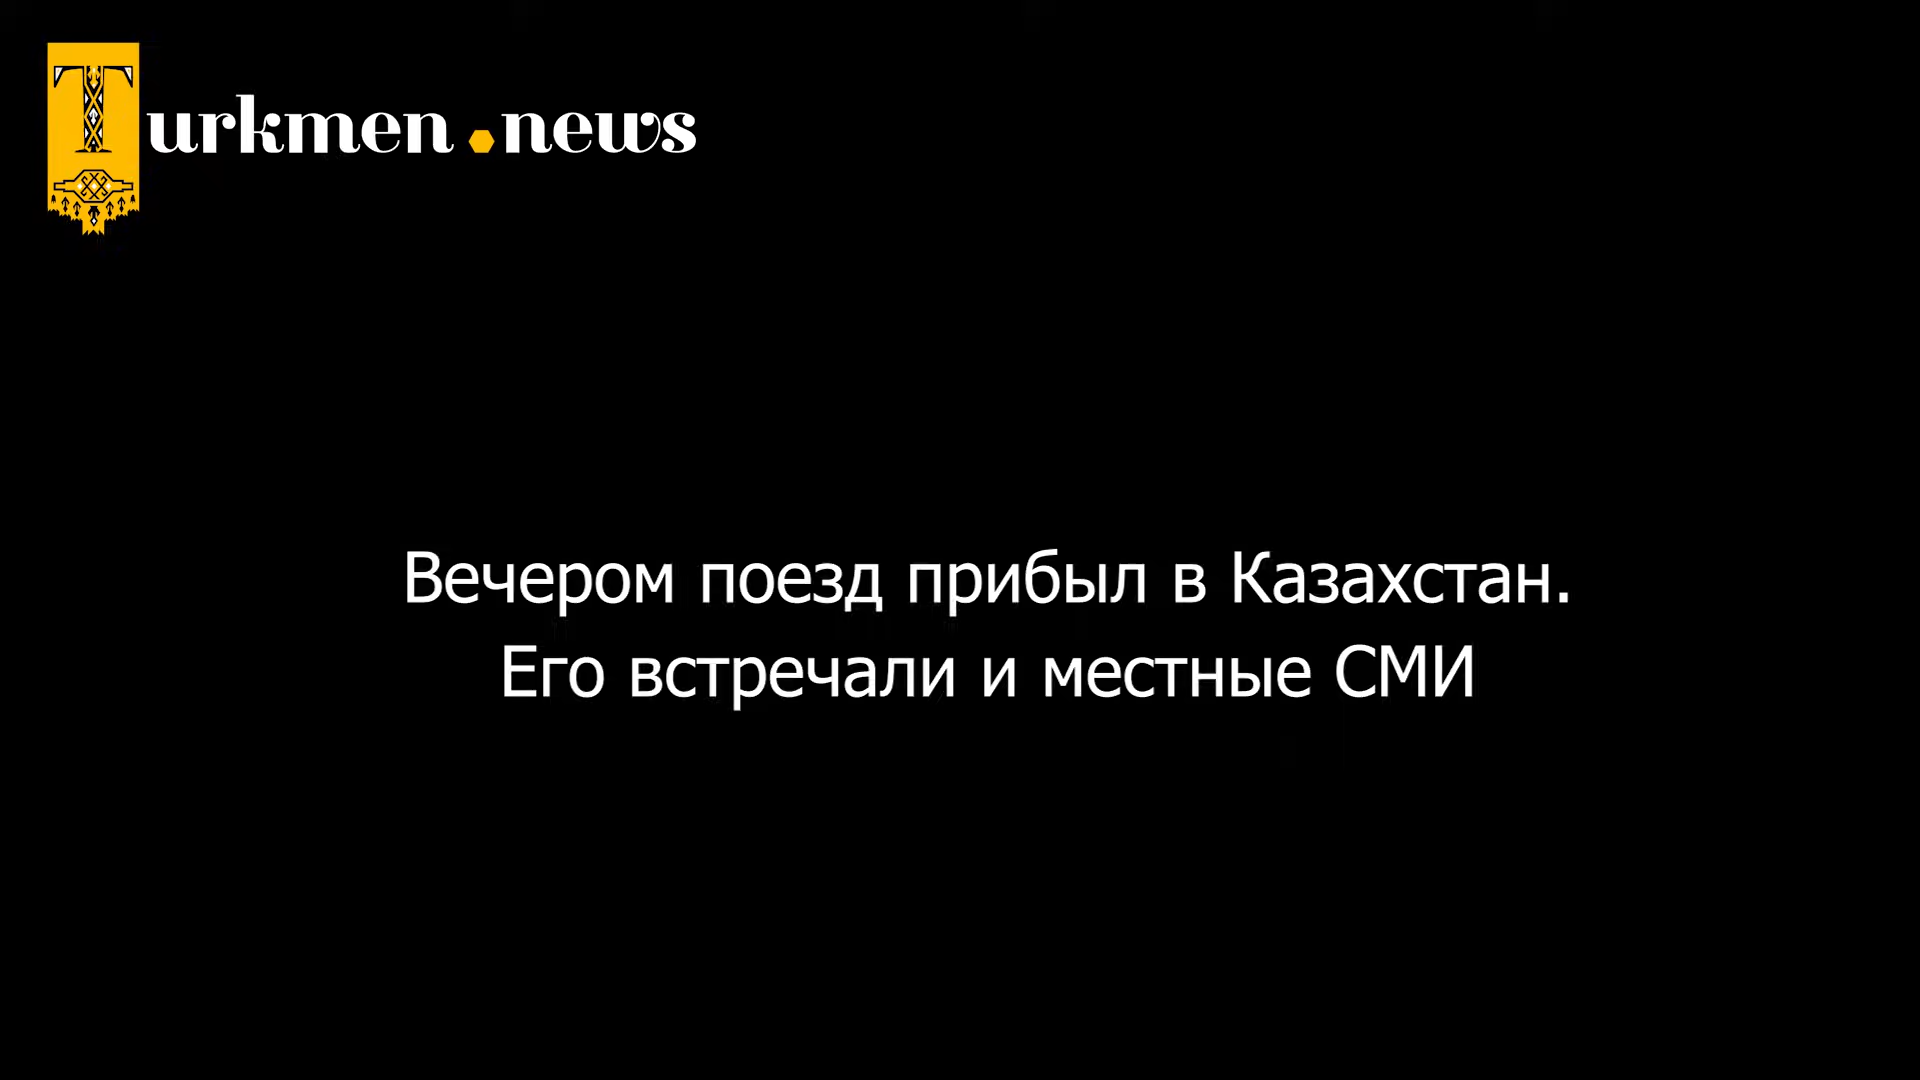 Turkmen.news
Вечером поезд прибыл в Казахстан.
Его встречали и местные СМИ